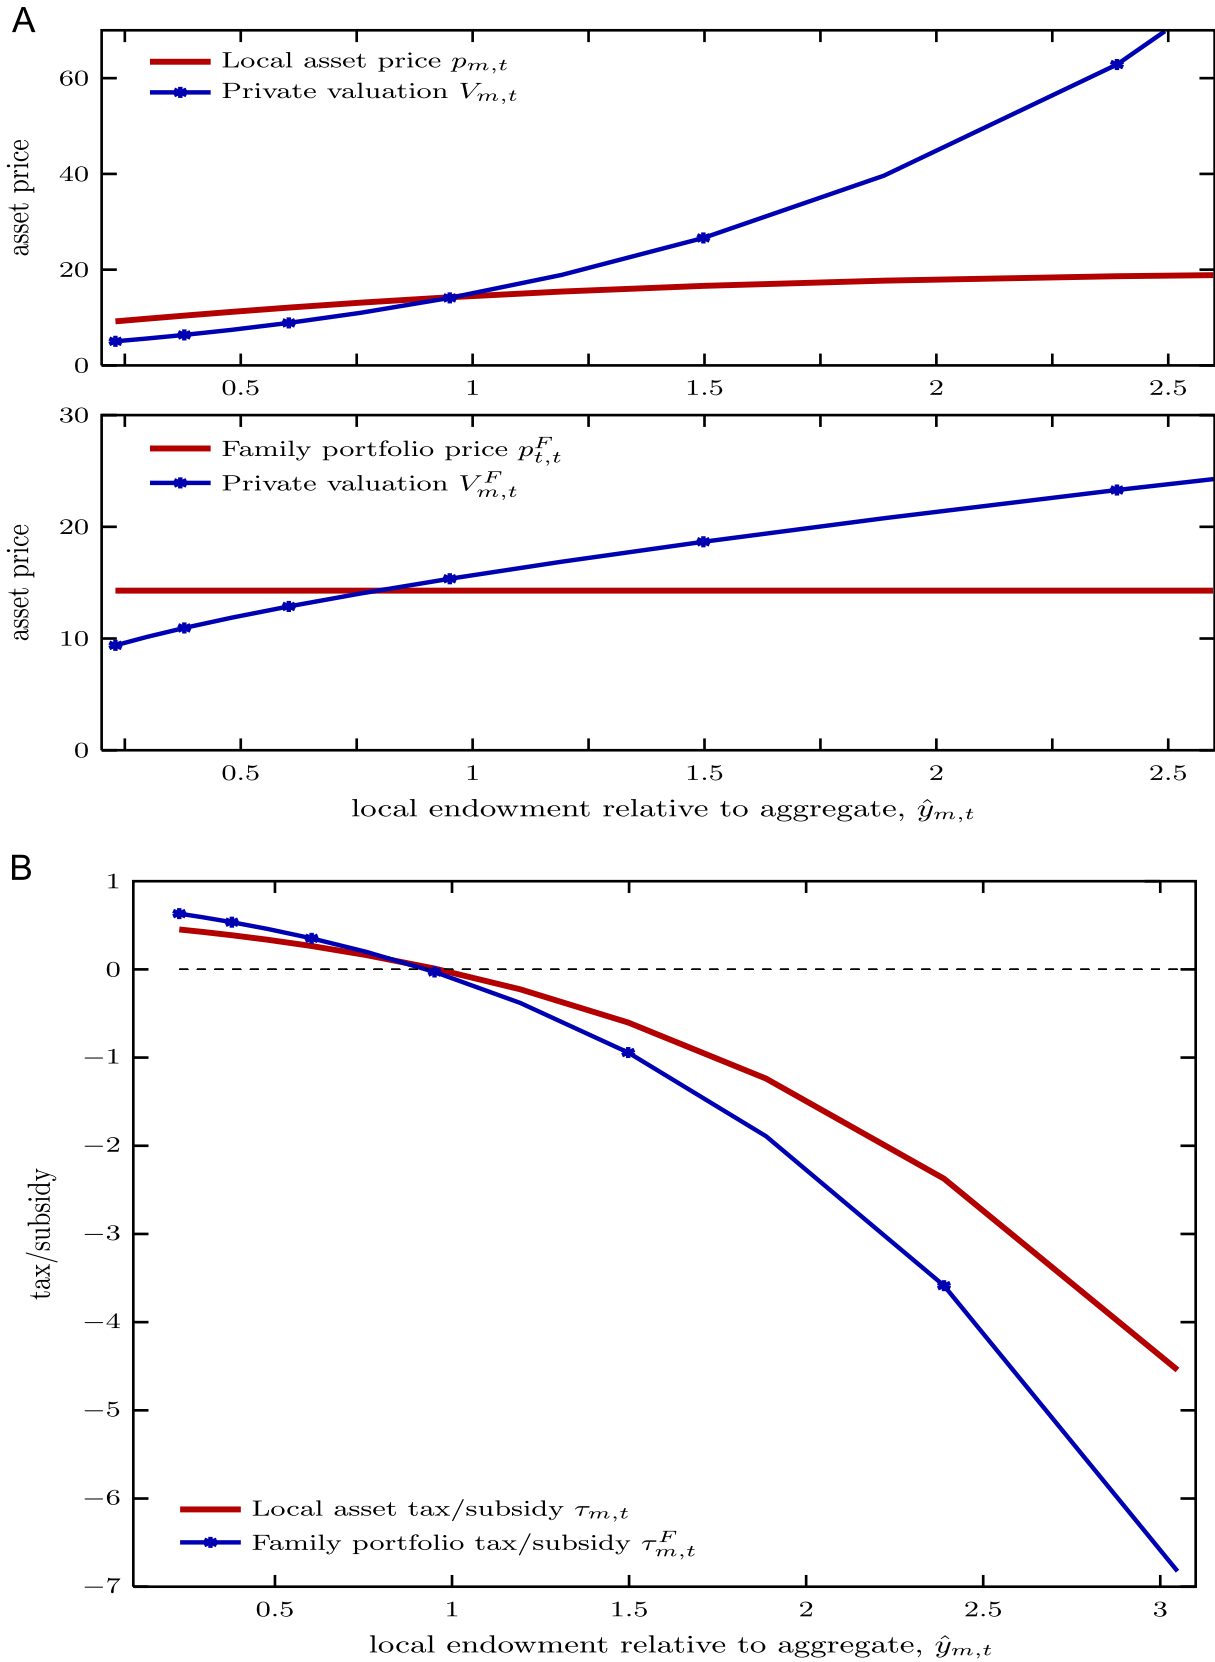 A
Local asset price p_{m,t}
Private valuation V_{m,t}
60
40
20
0
asset price
0.5 1 1.5 2 2.5
Family portfolio price p^F_{t,t}
Private valuation V^F_{m,t}
30
20
10
0
asset price
0.5 1 1.5 2 2.5
local endowment relative to aggregate, ŷ_{m,t}
B
1
0
−1
−2
−3
−4
−5
−6
−7
tax/subsidy
Local asset tax/subsidy τ_{m,t}
Family portfolio tax/subsidy τ^F_{m,t}
0.5 1 1.5 2 2.5 3
local endowment relative to aggregate, ŷ_{m,t}